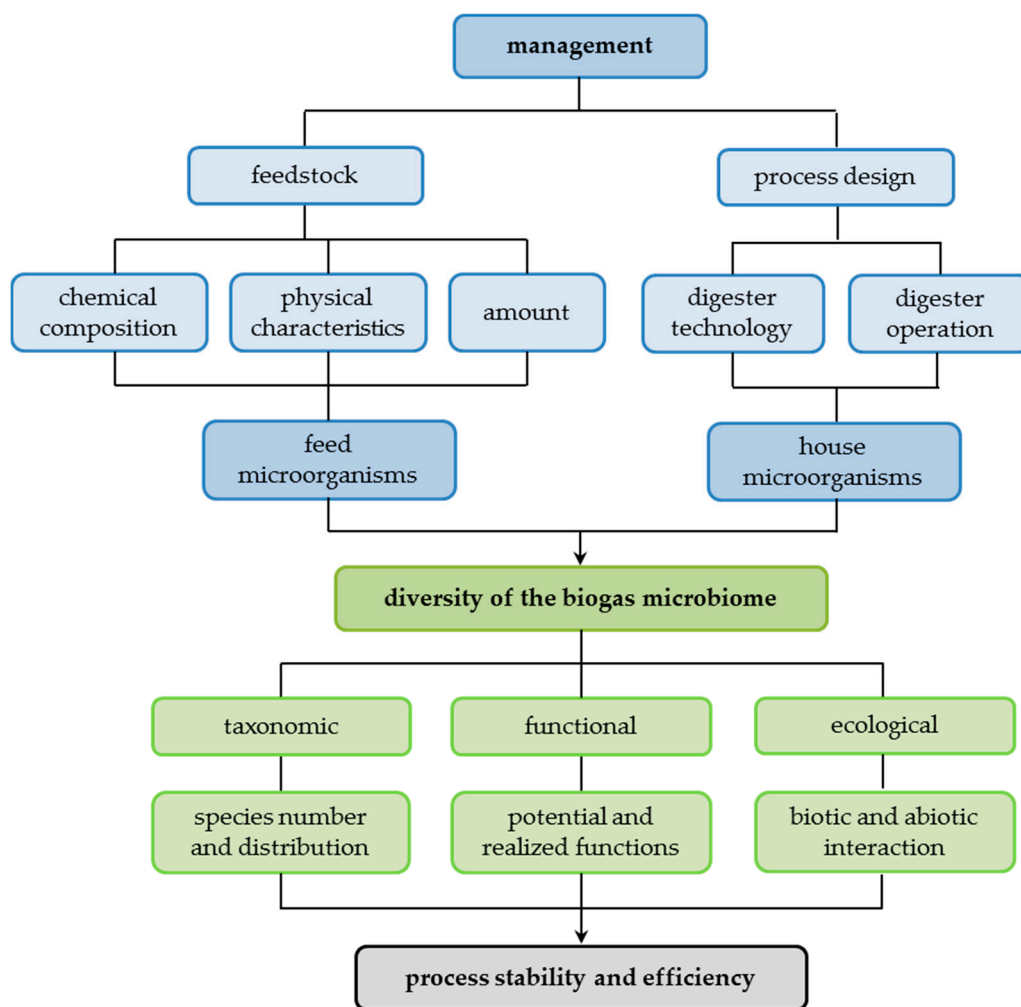 management
feedstock
process design
chemical
composition
physical
characteristics
amount
digester
technology
digester
operation
feed
microorganisms
house
microorganisms
diversity of the biogas microbiome
taxonomic
functional
ecological
species number
and distribution
potential and
realized functions
biotic and abiotic
interaction
process stability and efficiency